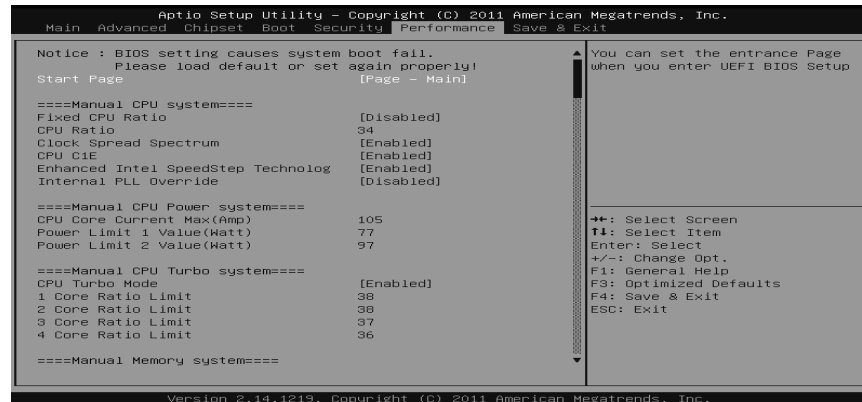 Aptio Setup Utility – Copyright (C) 2011 American Megatrends, Inc.
Main Advanced Chipset Boot Security Performance Save & Exit
Notice : BIOS setting causes system boot fail.
Please load default or set again properly!
Start Page [Page – Main]
====Manual CPU system====
Fixed CPU Ratio [Disabled]
CPU Ratio 34
Clock Spread Spectrum [Enabled]
CPU C1E [Enabled]
Enhanced Intel SpeedStep Technolog [Enabled]
Internal PLL Override [Disabled]
====Manual CPU Power system====
CPU Core Current Max(Amp) 105
Power Limit 1 Value(Watt) 77
Power Limit 2 Value(Watt) 97
====Manual CPU Turbo system====
CPU Turbo Mode [Enabled]
1 Core Ratio Limit 38
2 Core Ratio Limit 38
3 Core Ratio Limit 37
4 Core Ratio Limit 36
====Manual Memory system====
You can set the entrance Page
when you enter UEFI BIOS Setup
→←: Select Screen
↑↓: Select Item
Enter: Select
+/–: Change Opt.
F1: General Help
F3: Optimized Defaults
F4: Save & Exit
ESC: Exit
Version 2.14.1219. Copyright (C) 2011 American Megatrends, Inc.